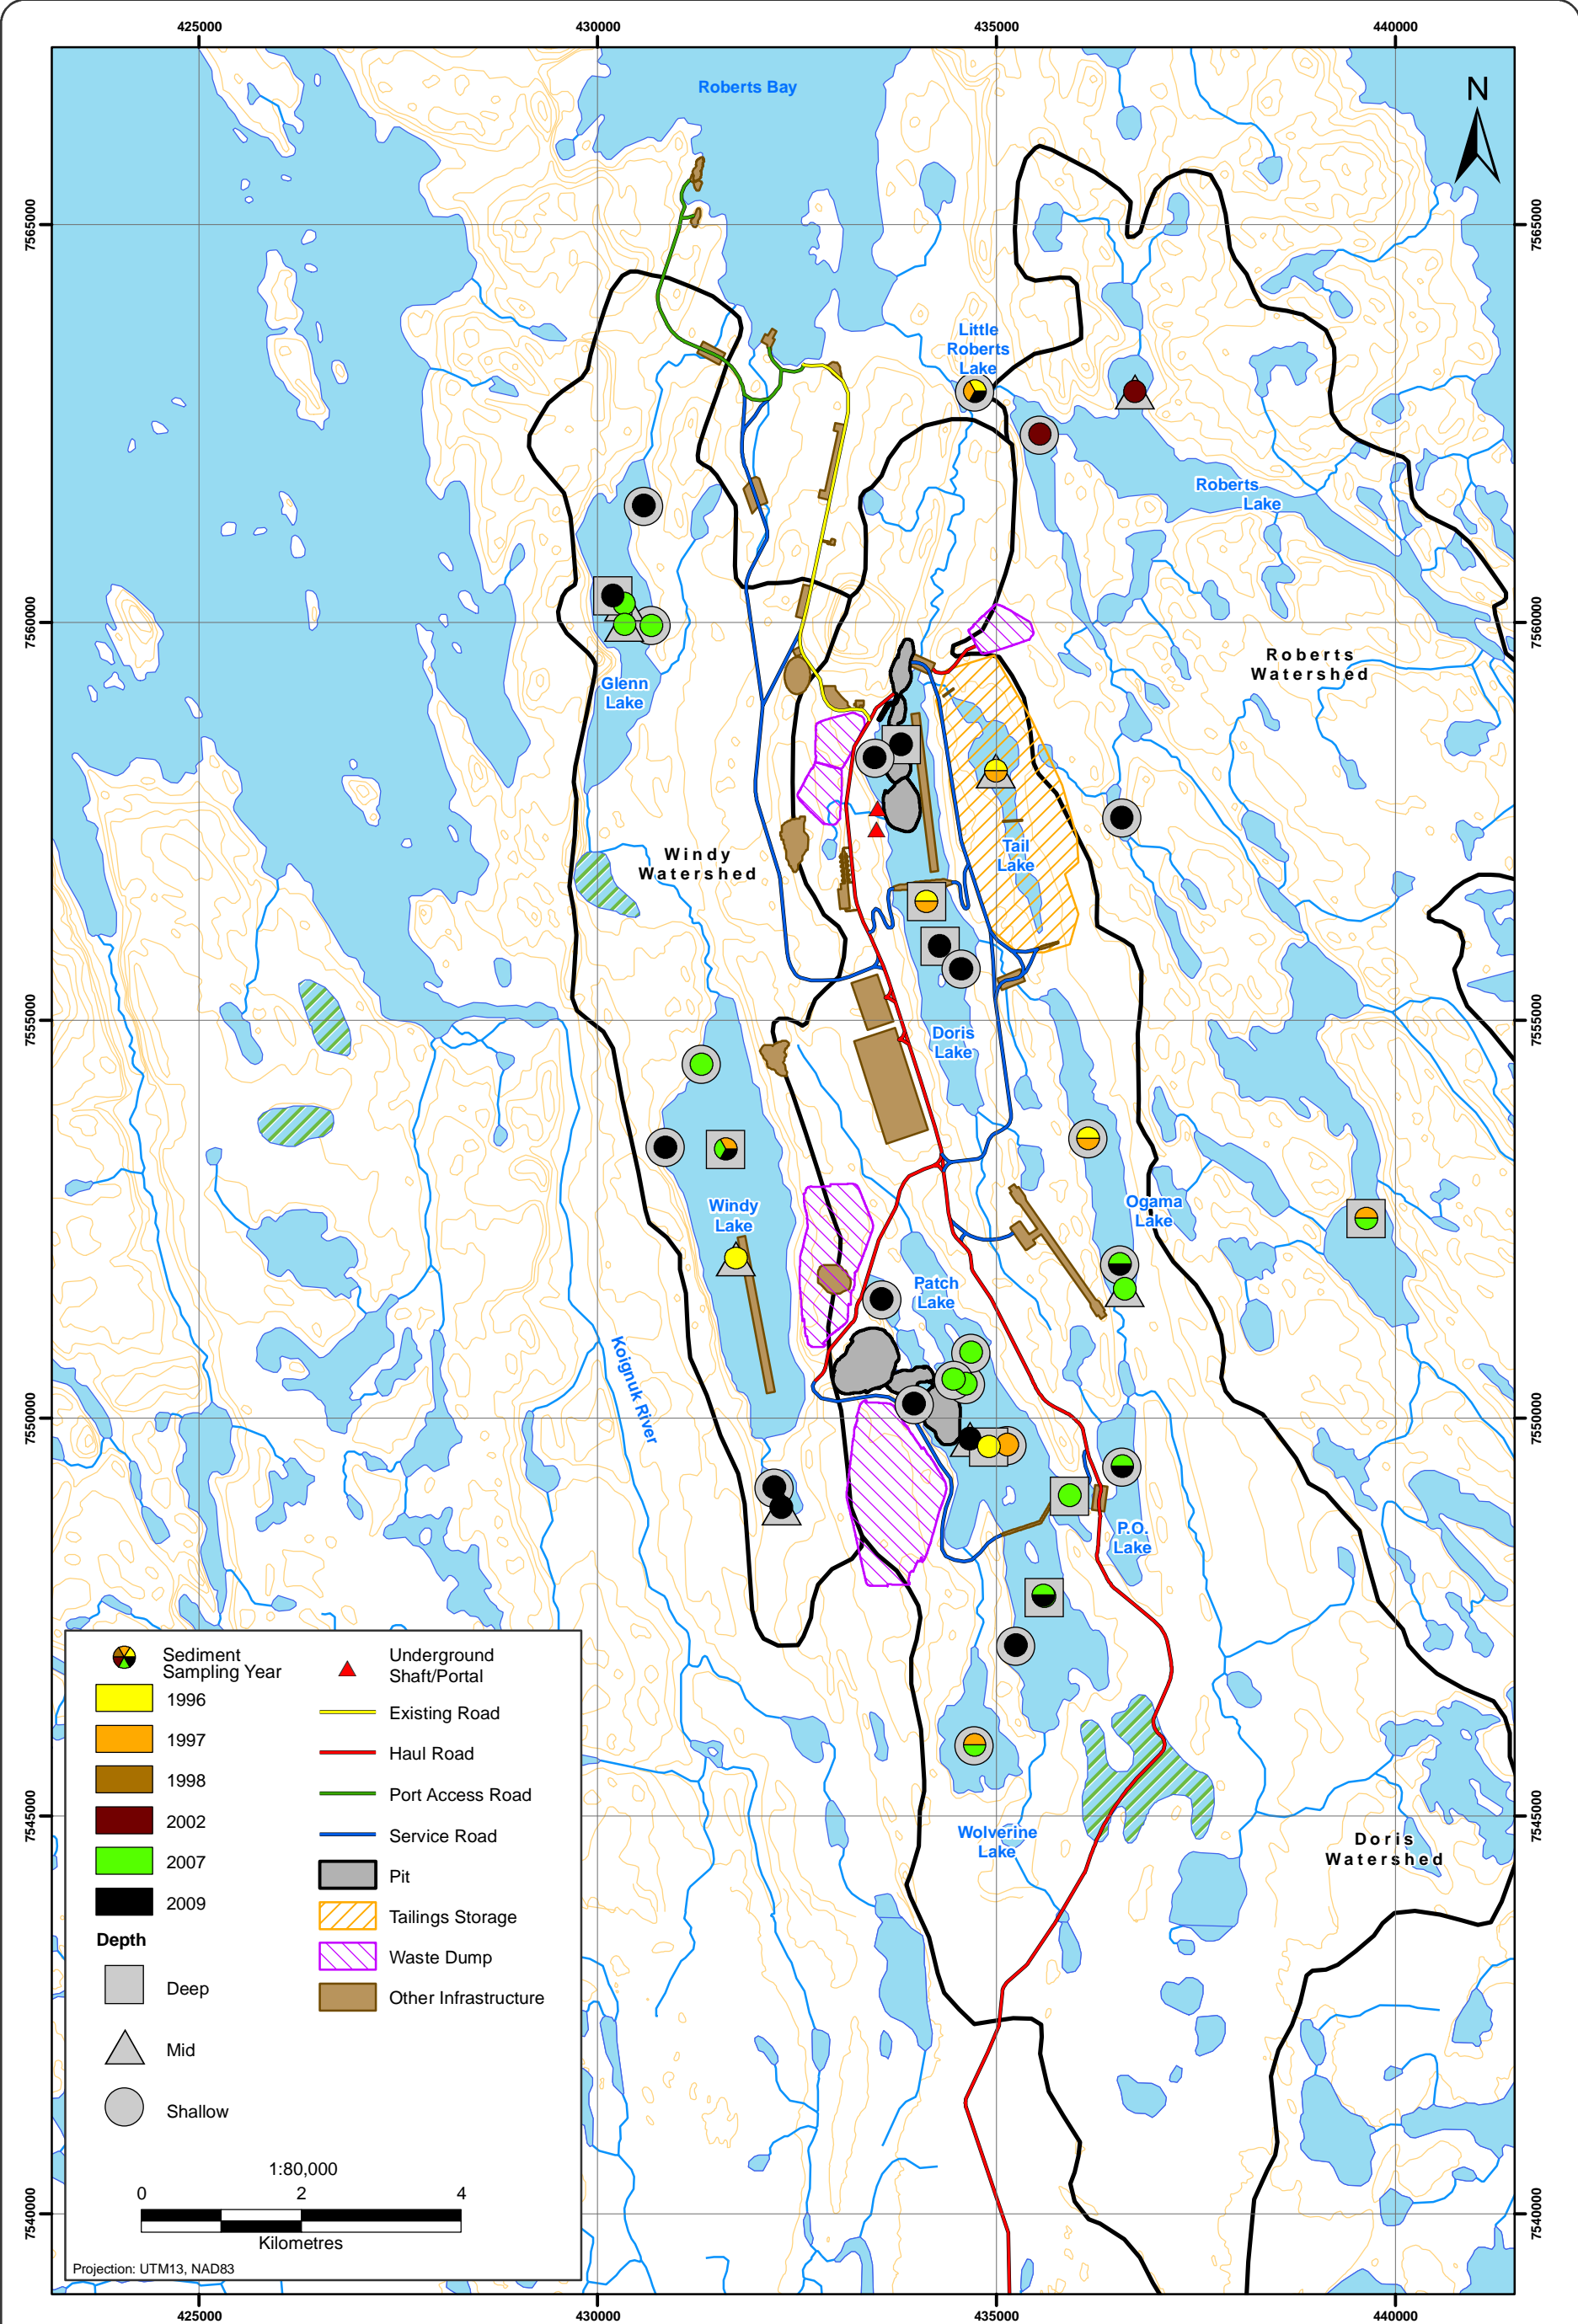 425000
430000
435000
440000
Roberts Bay
N
7565000
7565000
Little
Roberts
Lake
Roberts
Lake
7560000
7560000
Roberts
Watershed
Glenn
Lake
Windy
Watershed
Tail
Lake
7555000
7555000
Doris
Lake
Windy
Lake
Ogama
Lake
Patch
Lake
Koignuk River
7550000
7550000
P.O.
Lake
Wolverine
Lake
7545000
7545000
Doris
Watershed
Sediment
Sampling Year
1996
1997
1998
2002
2007
2009
Depth
Deep
Mid
Shallow
Underground
Shaft/Portal
Existing Road
Haul Road
Port Access Road
Service Road
Pit
Tailings Storage
Waste Dump
Other Infrastructure
1:80,000
0 2 4
Kilometres
Projection: UTM13, NAD83
7540000
7540000
425000
430000
435000
440000